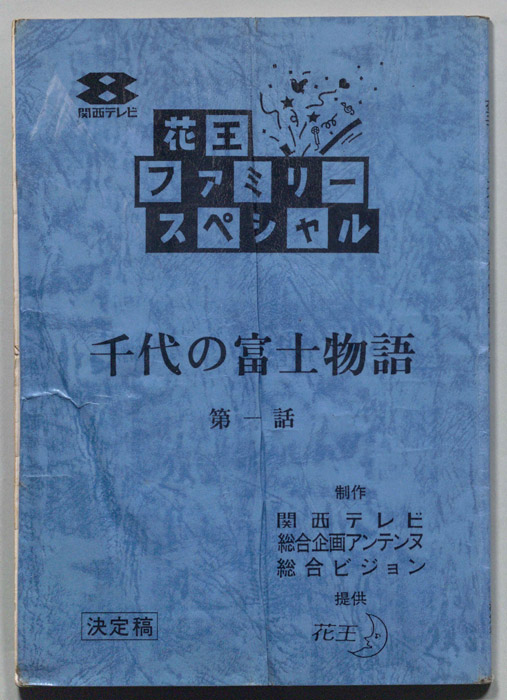 関西テレビ
花王
ファミリー
スペシャル
千代の富士物語
第一話
制作
関西テレビ
総合企画アンテンヌ
総合ビジョン
提供
花王
決定稿